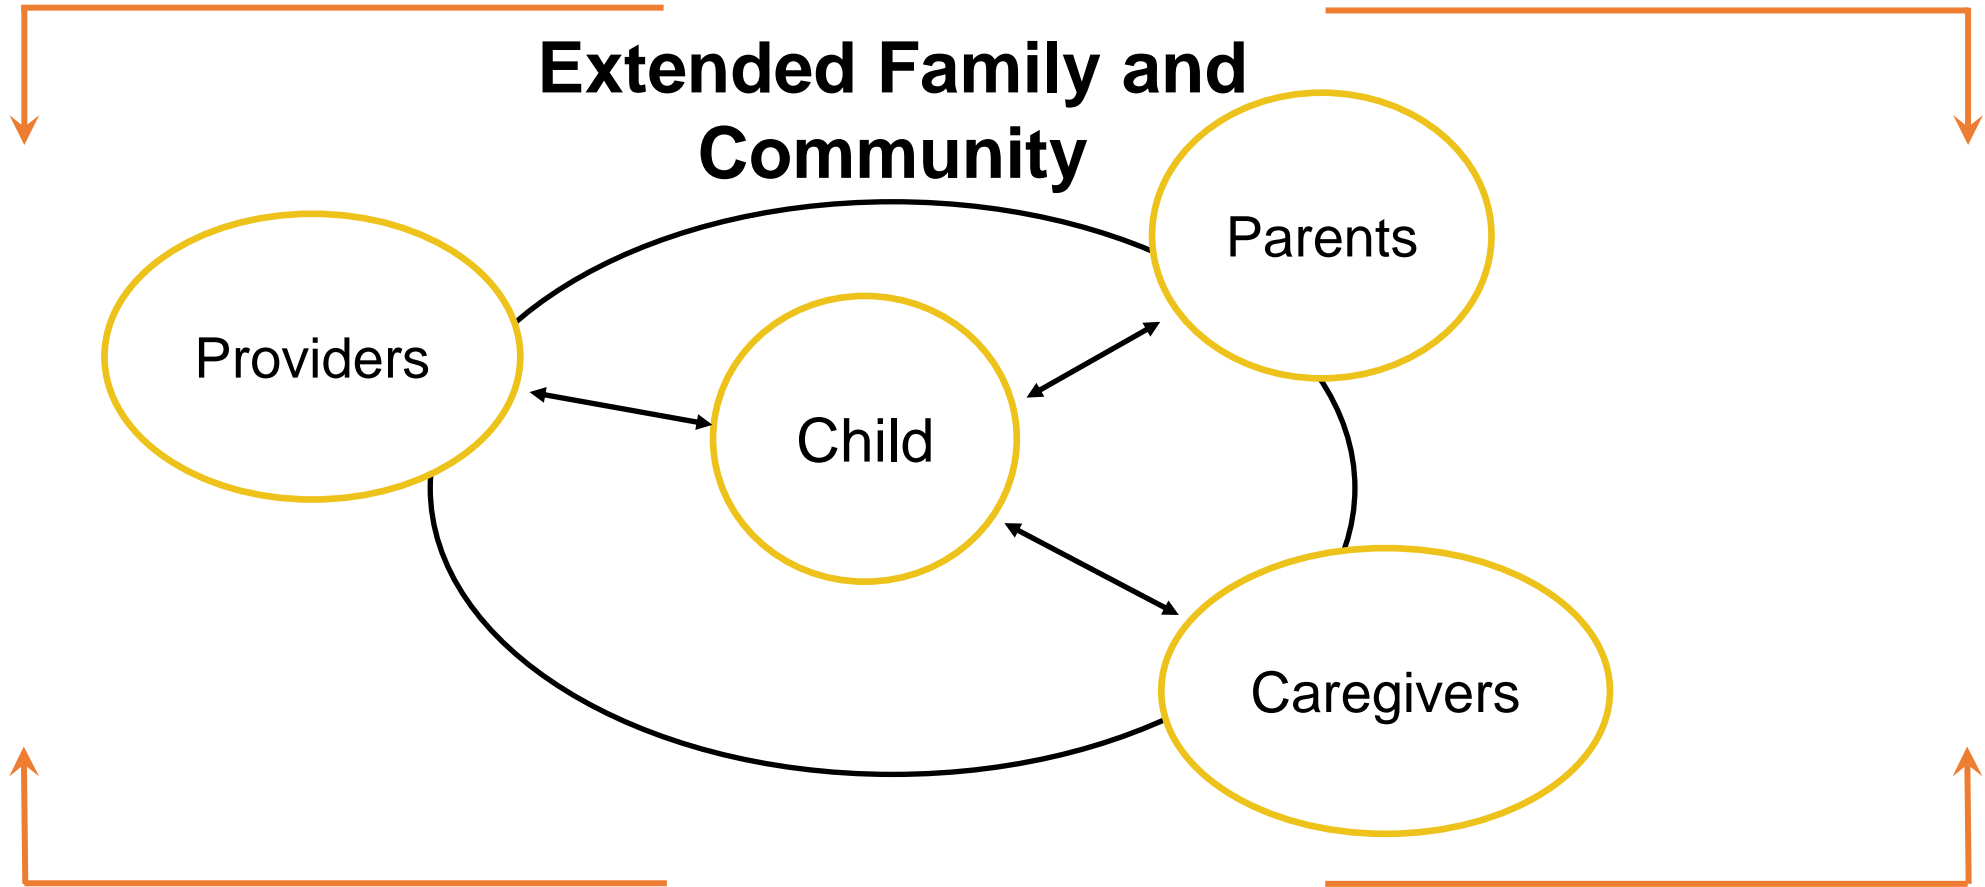 Extended Family and
Community
Parents
Providers
Child
Caregivers